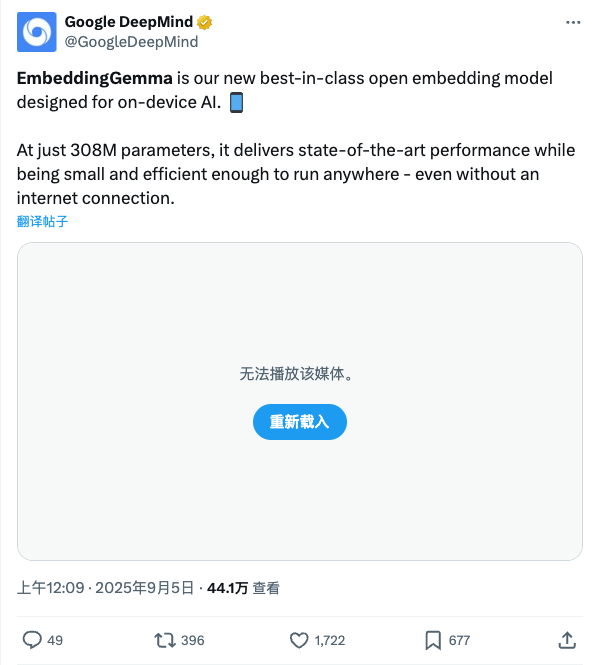 Google DeepMind
@GoogleDeepMind
EmbeddingGemma is our new best-in-class open embedding model
designed for on-device AI.
At just 308M parameters, it delivers state-of-the-art performance while
being small and efficient enough to run anywhere - even without an
internet connection.
翻译帖子
无法播放该媒体。
重新载入
上午12:09 · 2025年9月5日 · 44.1万 查看
49 396 1,722 677